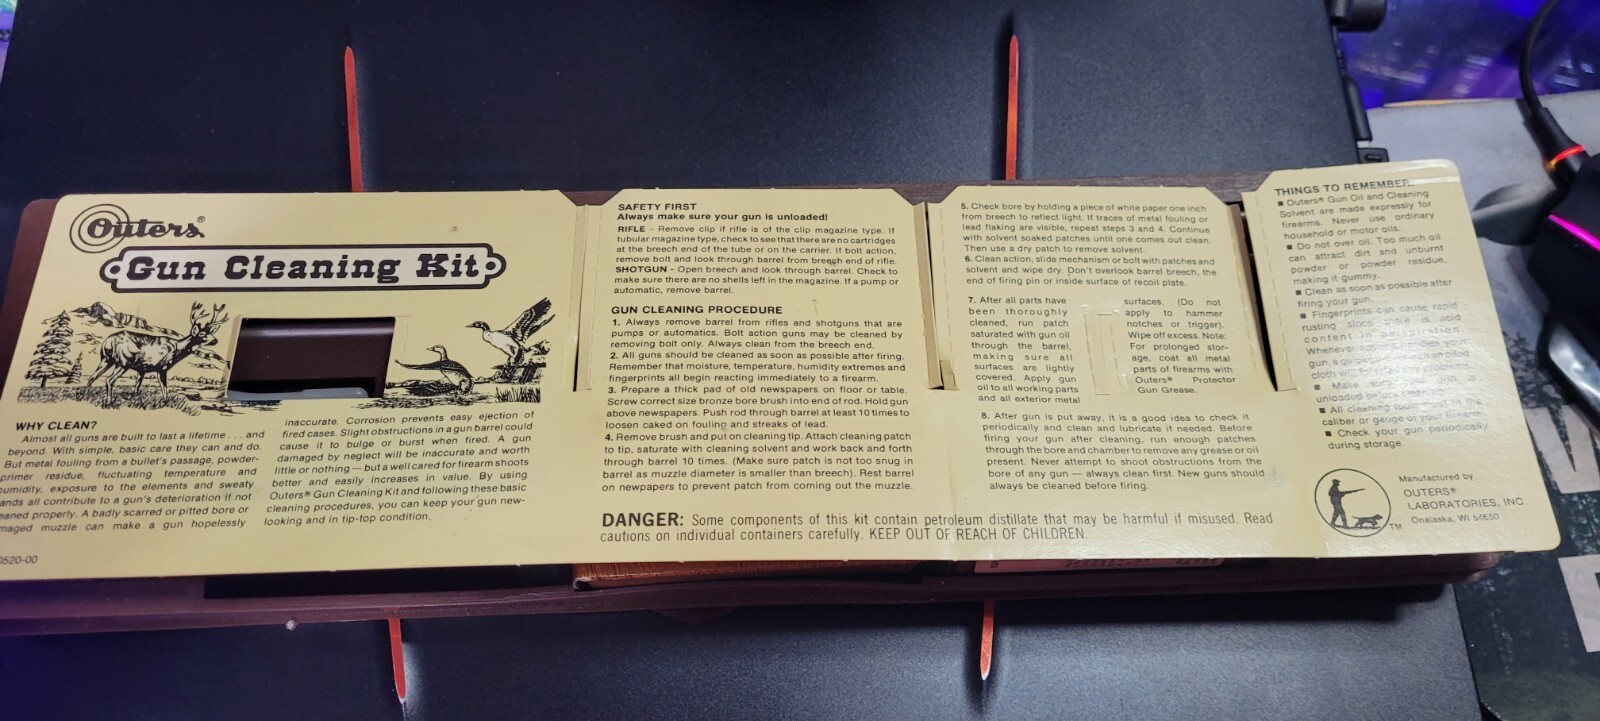 Outers®
Gun Cleaning Kit
WHY CLEAN?
Almost all guns are built to last a lifetime . . . and
beyond. With simple, basic care they can and do.
But metal fouling from a bullet's passage, powder-
primer residue, fluctuating temperature and
humidity, exposure to the elements and sweaty
ands all contribute to a gun's deterioration if not
eaned properly. A badly scarred or pitted bore or
maged muzzle can make a gun hopelessly
0520-00
inaccurate. Corrosion prevents easy ejection of
fired cases. Slight obstructions in a gun barrel could
cause it to bulge or burst when fired. A gun
damaged by neglect will be inaccurate and worth
little or nothing — but a well cared for firearm shoots
better and easily increases in value. By using
Outers® Gun Cleaning Kit and following these basic
cleaning procedures, you can keep your gun new-
looking and in tip-top condition.
SAFETY FIRST
Always make sure your gun is unloaded!
RIFLE - Remove clip if rifle is of the clip magazine type. If
tubular magazine type, check to see that there are no cartridges
at the breech end of the tube or on the carrier. If bolt action,
remove bolt and look through barrel from breech end of rifle.
SHOTGUN - Open breech and look through barrel. Check to
make sure there are no shells left in the magazine. If a pump or
automatic, remove barrel.
GUN CLEANING PROCEDURE
1. Always remove barrel from rifles and shotguns that are
pumps or automatics. Bolt action guns may be cleaned by
removing bolt only. Always clean from the breech end.
2. All guns should be cleaned as soon as possible after firing.
Remember that moisture, temperature, humidity extremes and
fingerprints all begin reacting immediately to a firearm.
3. Prepare a thick pad of old newspapers on floor or table.
Screw correct size bronze bore brush into end of rod. Hold gun
above newspapers. Push rod through barrel at least 10 times to
loosen caked on fouling and streaks of lead.
4. Remove brush and put on cleaning tip. Attach cleaning patch
to tip, saturate with cleaning solvent and work back and forth
through barrel 10 times. (Make sure patch is not too snug in
barrel as muzzle diameter is smaller than breech). Rest barrel
on newspapers to prevent patch from coming out the muzzle.
5. Check bore by holding a piece of white paper one inch
from breech to reflect light. If traces of metal fouling or
lead flaking are visible, repeat steps 3 and 4. Continue
with solvent soaked patches until one comes out clean.
Then use a dry patch to remove solvent.
6. Clean action, slide mechanism or bolt with patches and
solvent and wipe dry. Don't overlook barrel breech, the
end of firing pin or inside surface of recoil plate.
7. After all parts have
been thoroughly
cleaned, run patch
saturated with gun oil
through the barrel,
making sure all
surfaces are lightly
covered. Apply gun
oil to all working parts
and all exterior metal
surfaces. (Do not
apply to hammer
notches or trigger).
Wipe off excess. Note:
For prolonged stor-
age, coat all metal
parts of firearms with
Outers® Protector
Gun Grease.
8. After gun is put away, it is a good idea to check it
periodically and clean and lubricate if needed. Before
firing your gun after cleaning, run enough patches
through the bore and chamber to remove any grease or oil
present. Never attempt to shoot obstructions from the
bore of any gun — always clean first. New guns should
always be cleaned before firing.
DANGER: Some components of this kit contain petroleum distillate that may be harmful if misused. Read
cautions on individual containers carefully. KEEP OUT OF REACH OF CHILDREN.
THINGS TO REMEMBER
■ Outers® Gun Oil and Cleaning
Solvent are made expressly for
firearms. Never use ordinary
household or motor oils.
■ Do not over oil. Too much oil
can attract dirt and unburnt
powder or powder residue,
making it gummy.
■ Clean as soon as possible after
firing your gun.
■ Fingerprints can cause rapid
rusting since there is acid
content in perspiration.
Whenever your
gun, a
cloth will
■ Make sure gun is
unloaded before
■ All cleaning
caliber or gauge of your firearm.
■ Check your gun periodically
during storage.
TM
Manufactured by
OUTERS®
LABORATORIES, INC.
Onalaska, WI 54650